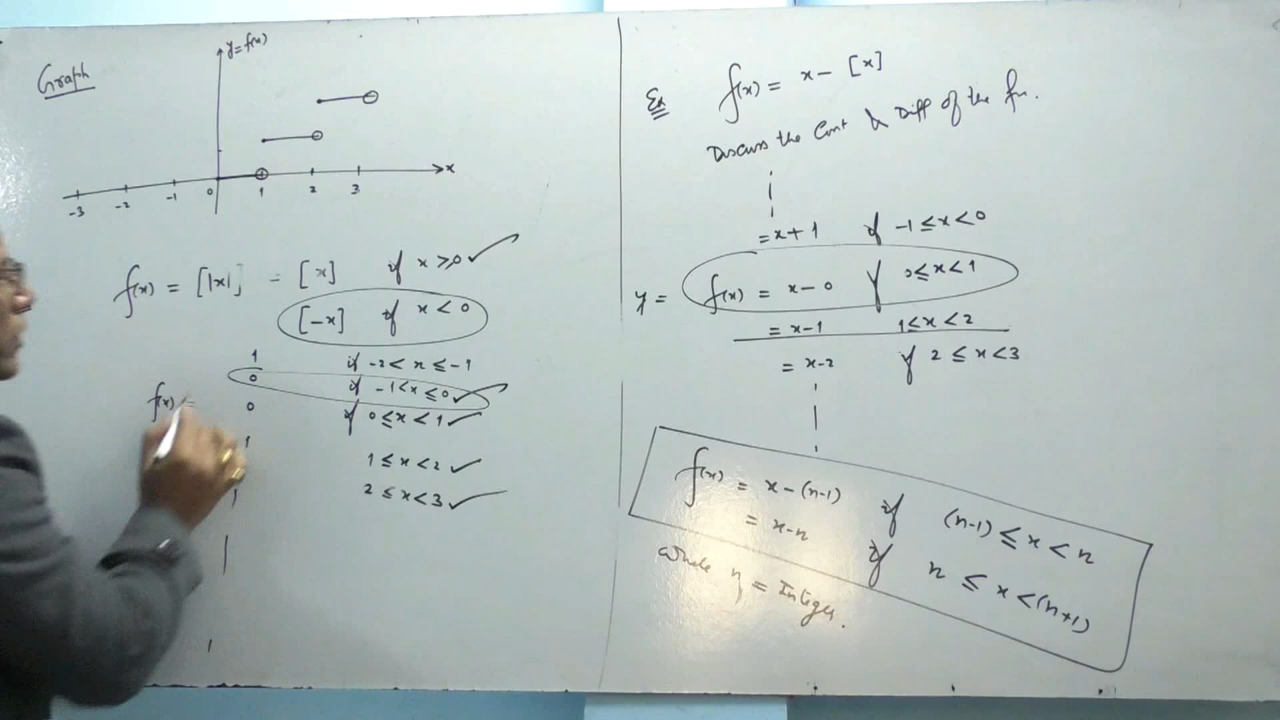 Graph
y=f(x)
x
-3 -2 -1 0 1 2 3
f(x) = [|x|] = [x] if x ≥ 0 ✓
[-x] if x < 0
1 if -2 < x ≤ -1
0 if -1 < x ≤ 0 ✓
f(x) = 0 if 0 ≤ x < 1 ✓
1 1 ≤ x < 2 ✓
2 ≤ x < 3 ✓
Ex f(x) = x - [x]
Discuss the Cont & Diff of the fn.
= x + 1 if -1 ≤ x < 0
y = f(x) = x - 0 if 0 ≤ x < 1
= x - 1 1 ≤ x < 2
= x - 2 if 2 ≤ x < 3
f(x) = x - (n-1) if (n-1) ≤ x < n
= x - n if n ≤ x < (n+1)
where n = Integer.